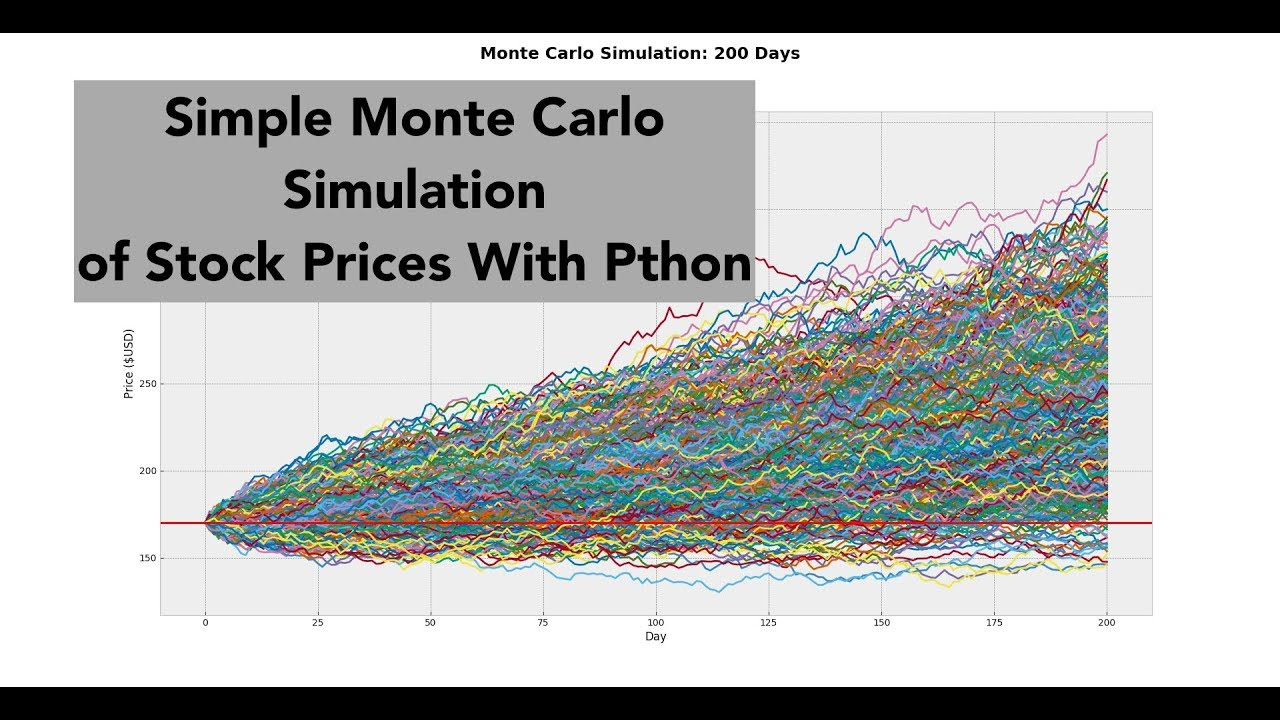 Monte Carlo Simulation: 200 Days
Simple Monte Carlo
Simulation
of Stock Prices With Pthon
Price ($USD)
250
200
150
0 25 50 75 100 125 150 175 200
Day